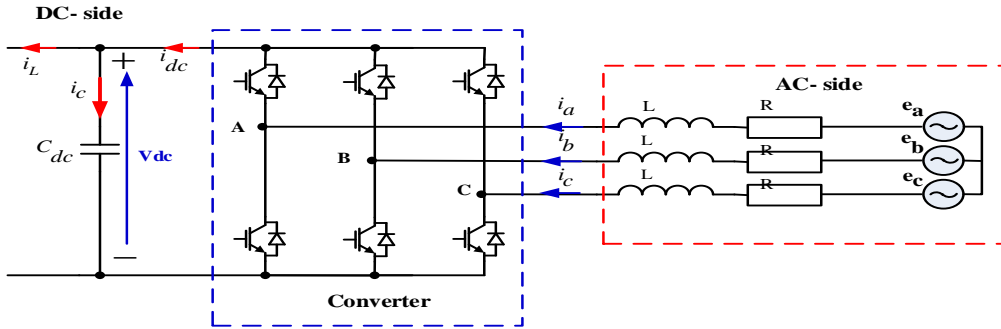 DC- side
i_L
i_dc
i_c
+
C_dc
Vdc
−
A
B
C
Converter
AC- side
i_a
L
R
e_a
i_b
L
R
e_b
i_c
L
R
e_c